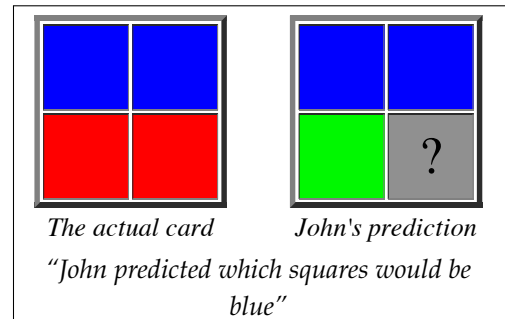 ?
The actual card
John's prediction
“John predicted which squares would be
blue”